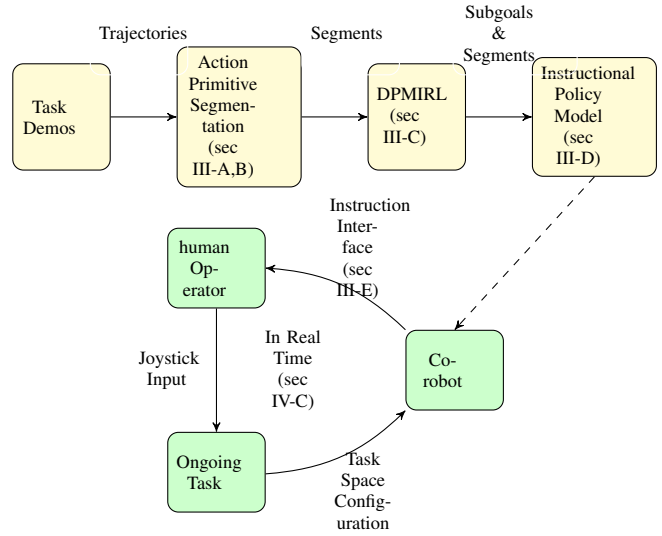 Trajectories
Segments
Subgoals
&
Segments
Task
Demos
Action
Primitive
Segmen-
tation
(sec
III-A,B)
DPMIRL
(sec
III-C)
Instructional
Policy
Model
(sec
III-D)
Instruction
Inter-
face
(sec
III-E)
human
Op-
erator
In Real
Time
(sec
IV-C)
Joystick
Input
Co-
robot
Ongoing
Task
Task
Space
Config-
uration